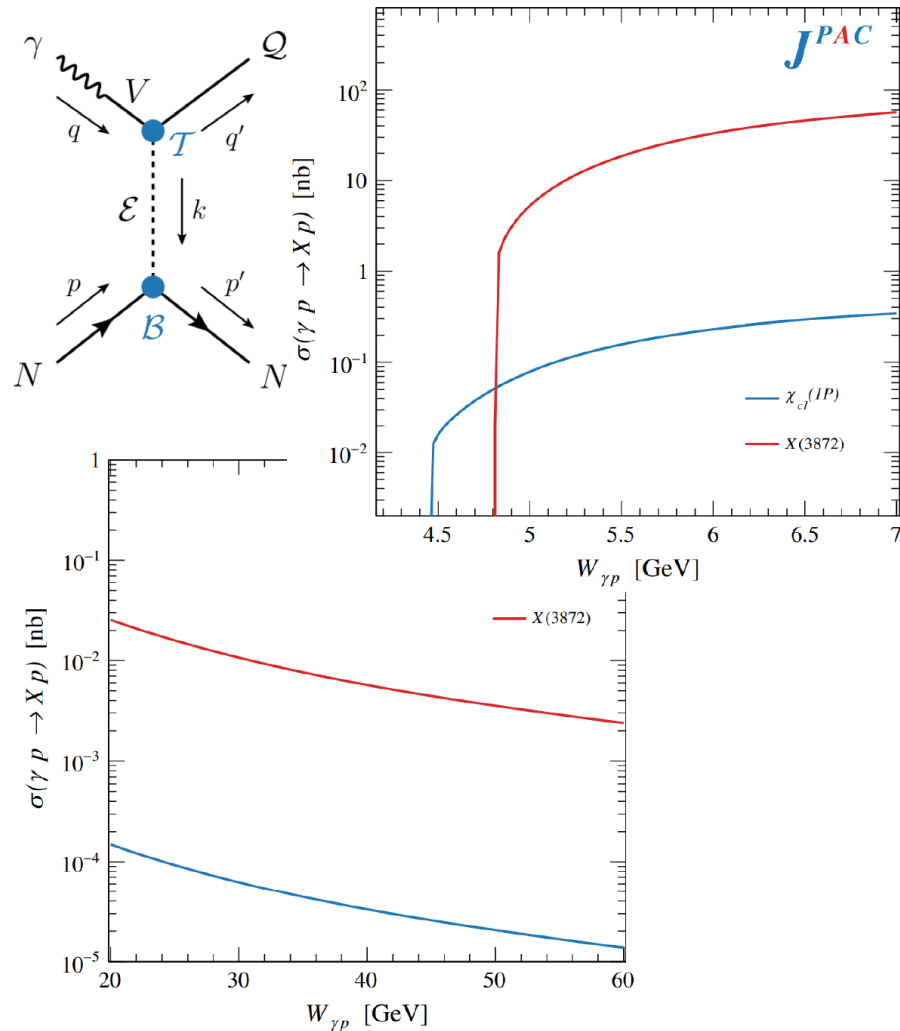 γ
V
Q
q
T
q′
E
k
p
p′
B
N
N
J^PAC
σ(γ p → X p) [nb]
10²
10
1
10⁻¹
10⁻²
χ_c1(1P)
X(3872)
4.5 5 5.5 6 6.5 7
W_γp [GeV]
σ(γ p → X p) [nb]
1
10⁻¹
10⁻²
10⁻³
10⁻⁴
10⁻⁵
X(3872)
20 30 40 50 60
W_γp [GeV]